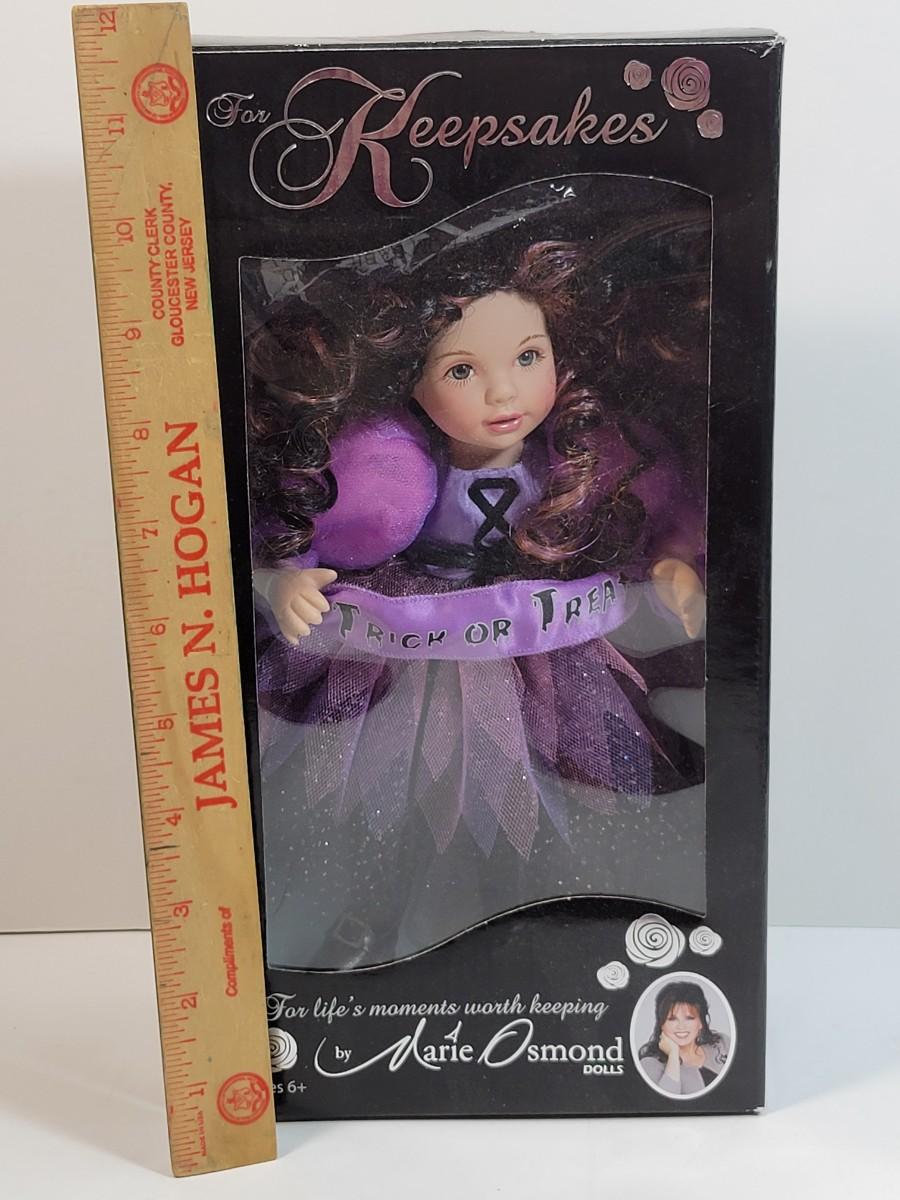 For Keepsakes
TRICK OR TREAT
For life's moments worth keeping
by Marie Osmond
DOLLS
es 6+
12
11
10
9
8
7
6
5
4
3
2
1
COUNTY CLERK
GLOUCESTER COUNTY,
NEW JERSEY
JAMES N. HOGAN
Compliments of
MADE IN U.S.A.